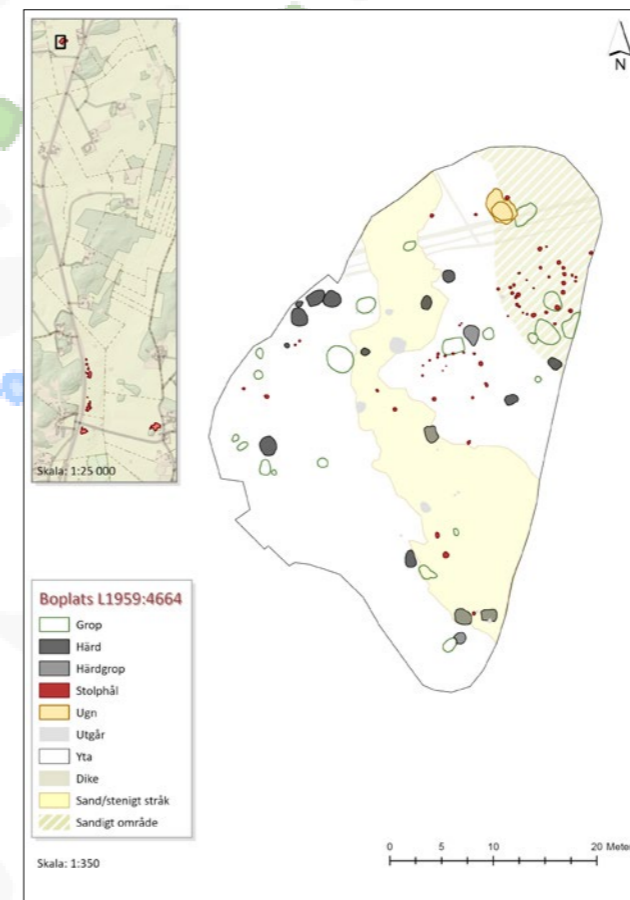 N
Skala: 1:25 000
Boplats L1959:4664
Grop
Härd
Härdgrop
Stolphål
Ugn
Utgår
Yta
Dike
Sand/stenigt stråk
Sandigt område
Skala: 1:350
0 5 10 20 Meter